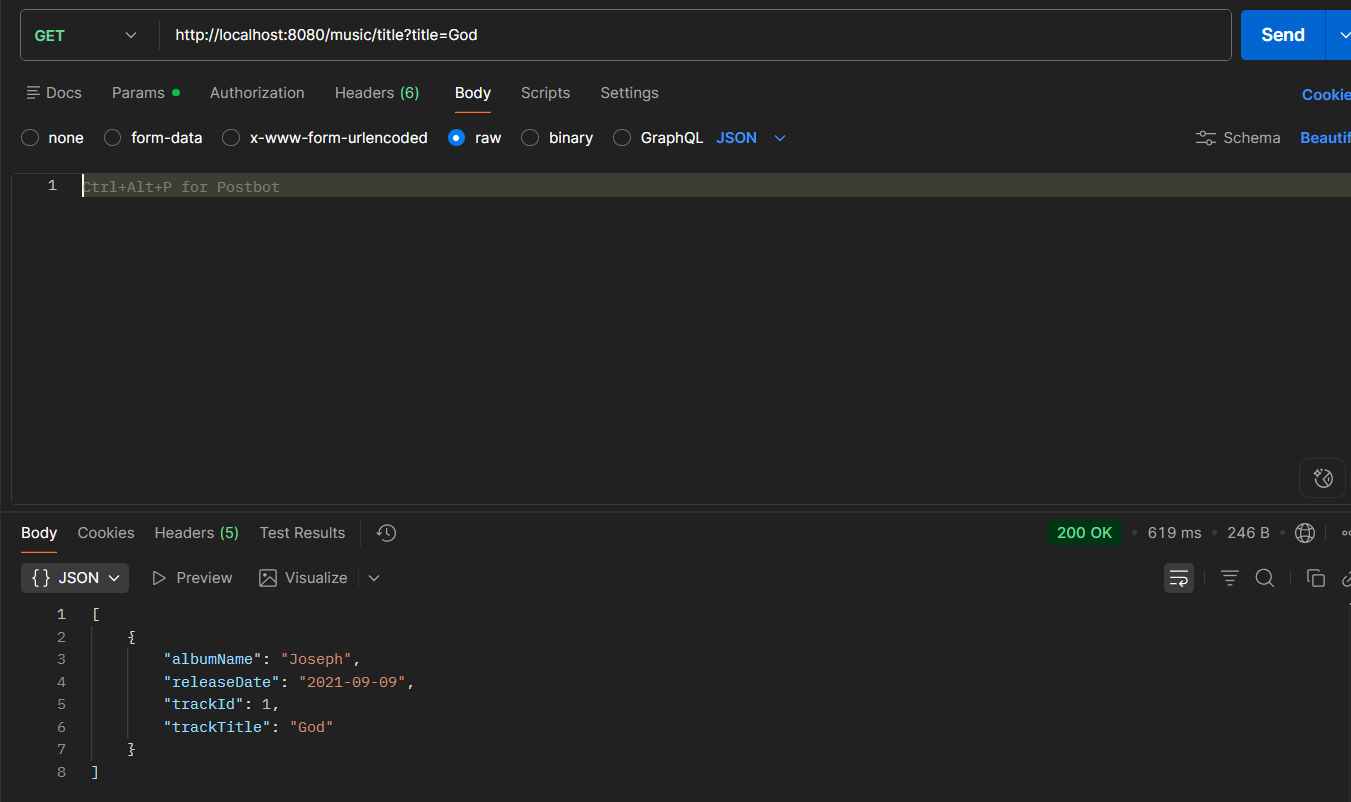 GET http://localhost:8080/music/title?title=God Send
Docs Params Authorization Headers (6) Body Scripts Settings Cookie
none form-data x-www-form-urlencoded raw binary GraphQL JSON Schema Beautif
1 Ctrl+Alt+P for Postbot
Body Cookies Headers (5) Test Results 200 OK • 619 ms • 246 B •
{} JSON Preview Visualize
1 [
2 {
3 "albumName": "Joseph",
4 "releaseDate": "2021-09-09",
5 "trackId": 1,
6 "trackTitle": "God"
7 }
8 ]